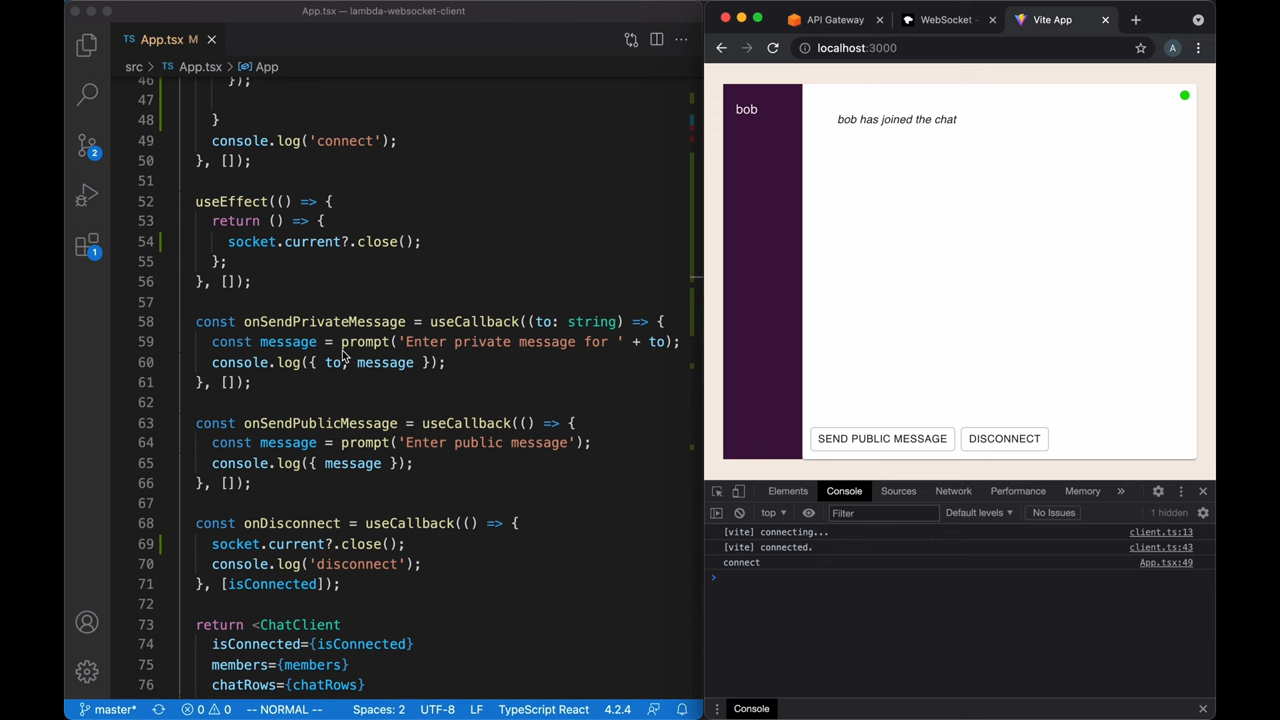 App.tsx — lambda-websocket-client
TS App.tsx M
src > TS App.tsx > App
46 });
47
48 }
49 console.log('connect');
50 }, []);
51
52 useEffect(() => {
53 return () => {
54 socket.current?.close();
55 };
56 }, []);
57
58 const onSendPrivateMessage = useCallback((to: string) => {
59 const message = prompt('Enter private message for ' + to);
60 console.log({ to, message });
61 }, []);
62
63 const onSendPublicMessage = useCallback(() => {
64 const message = prompt('Enter public message');
65 console.log({ message });
66 }, []);
67
68 const onDisconnect = useCallback(() => {
69 socket.current?.close();
70 console.log('disconnect');
71 }, [isConnected]);
72
73 return <ChatClient
74 isConnected={isConnected}
75 members={members}
76 chatRows={chatRows}
2
1
master* 0 0 -- NORMAL -- Spaces: 2 UTF-8 LF TypeScript React 4.2.4
API Gateway WebSocket - Vite App
localhost:3000 A
bob
bob has joined the chat
SEND PUBLIC MESSAGE DISCONNECT
Elements Console Sources Network Performance Memory »
top Filter Default levels No Issues 1 hidden
[vite] connecting... client.ts:13
[vite] connected. client.ts:43
connect App.tsx:49
Console